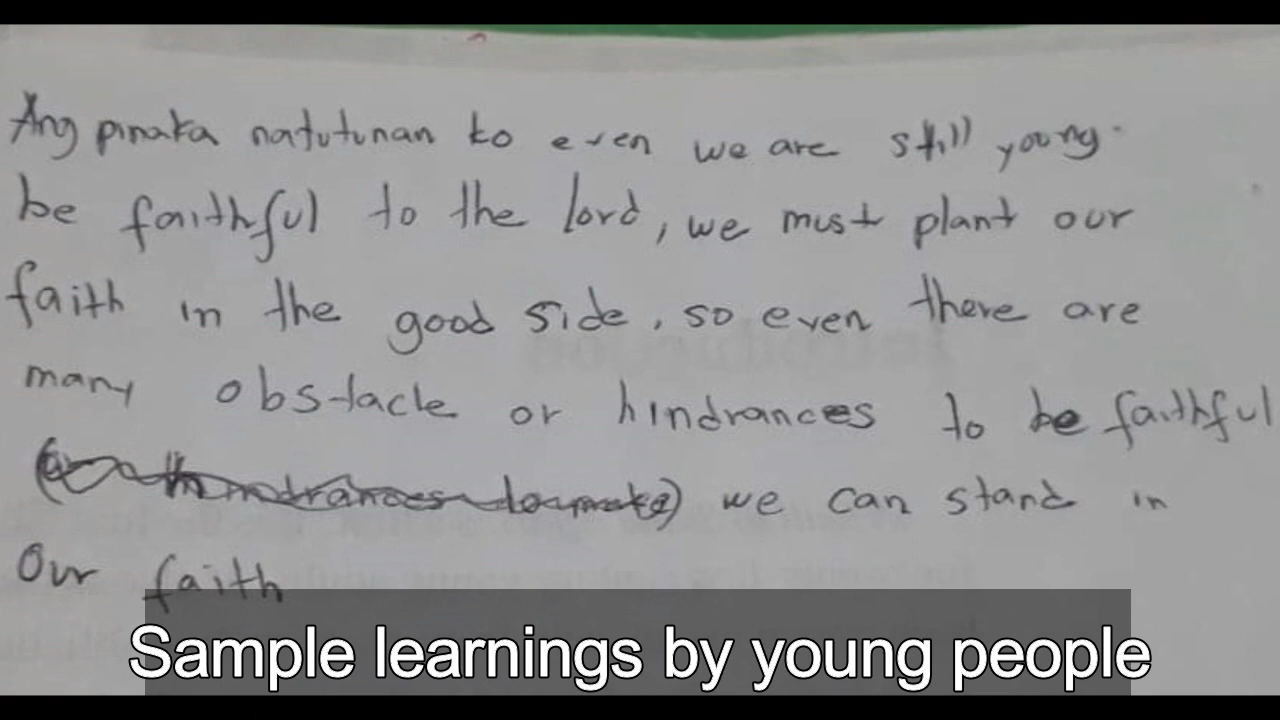 Ang pinaka natutunan ko even we are still young.
be faithful to the lord, we must plant our
faith in the good side, so even there are
many obstacle or hindrances to be faithful
we can stand in
Our faith
Sample learnings by young people